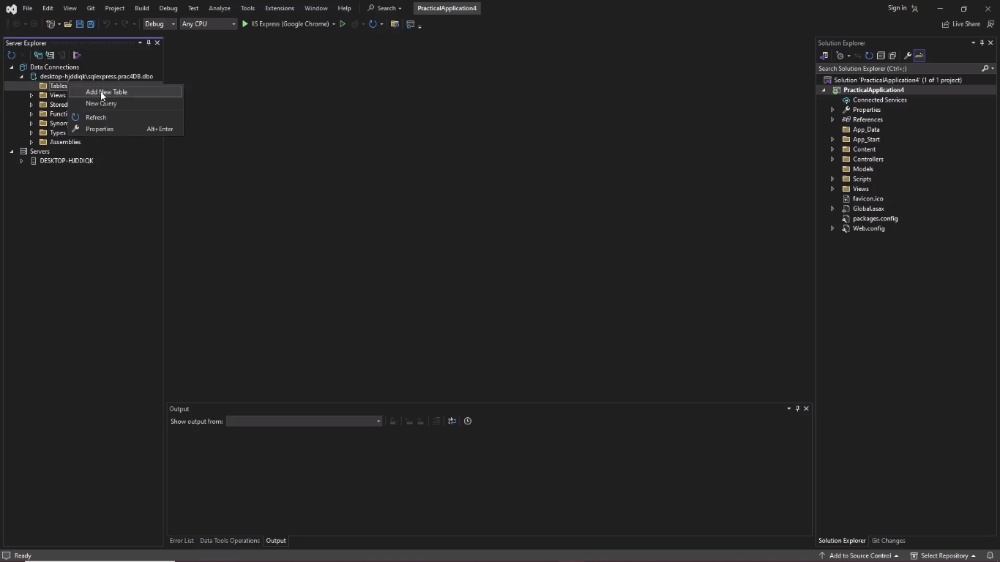 File Edit View Git Project Build Debug Test Analyze Tools Extensions Window Help Search PracticalApplication4 Sign in
Debug Any CPU IIS Express (Google Chrome) Live Share
Server Explorer
Data Connections
desktop-hjddiqk\sqlexpress.prac4DB.dbo
Tables
Views
Stored
Functi
Synon
Types
Assemblies
Servers
DESKTOP-HJDDIQK
Add New Table
New Query
Refresh
Properties Alt+Enter
Output
Show output from:
Error List Data Tools Operations Output
Solution Explorer
Search Solution Explorer (Ctrl+;)
Solution 'PracticalApplication4' (1 of 1 project)
PracticalApplication4
Connected Services
Properties
References
App_Data
App_Start
Content
Controllers
Models
Scripts
Views
favicon.ico
Global.asax
packages.config
Web.config
Solution Explorer Git Changes
Ready Add to Source Control Select Repository